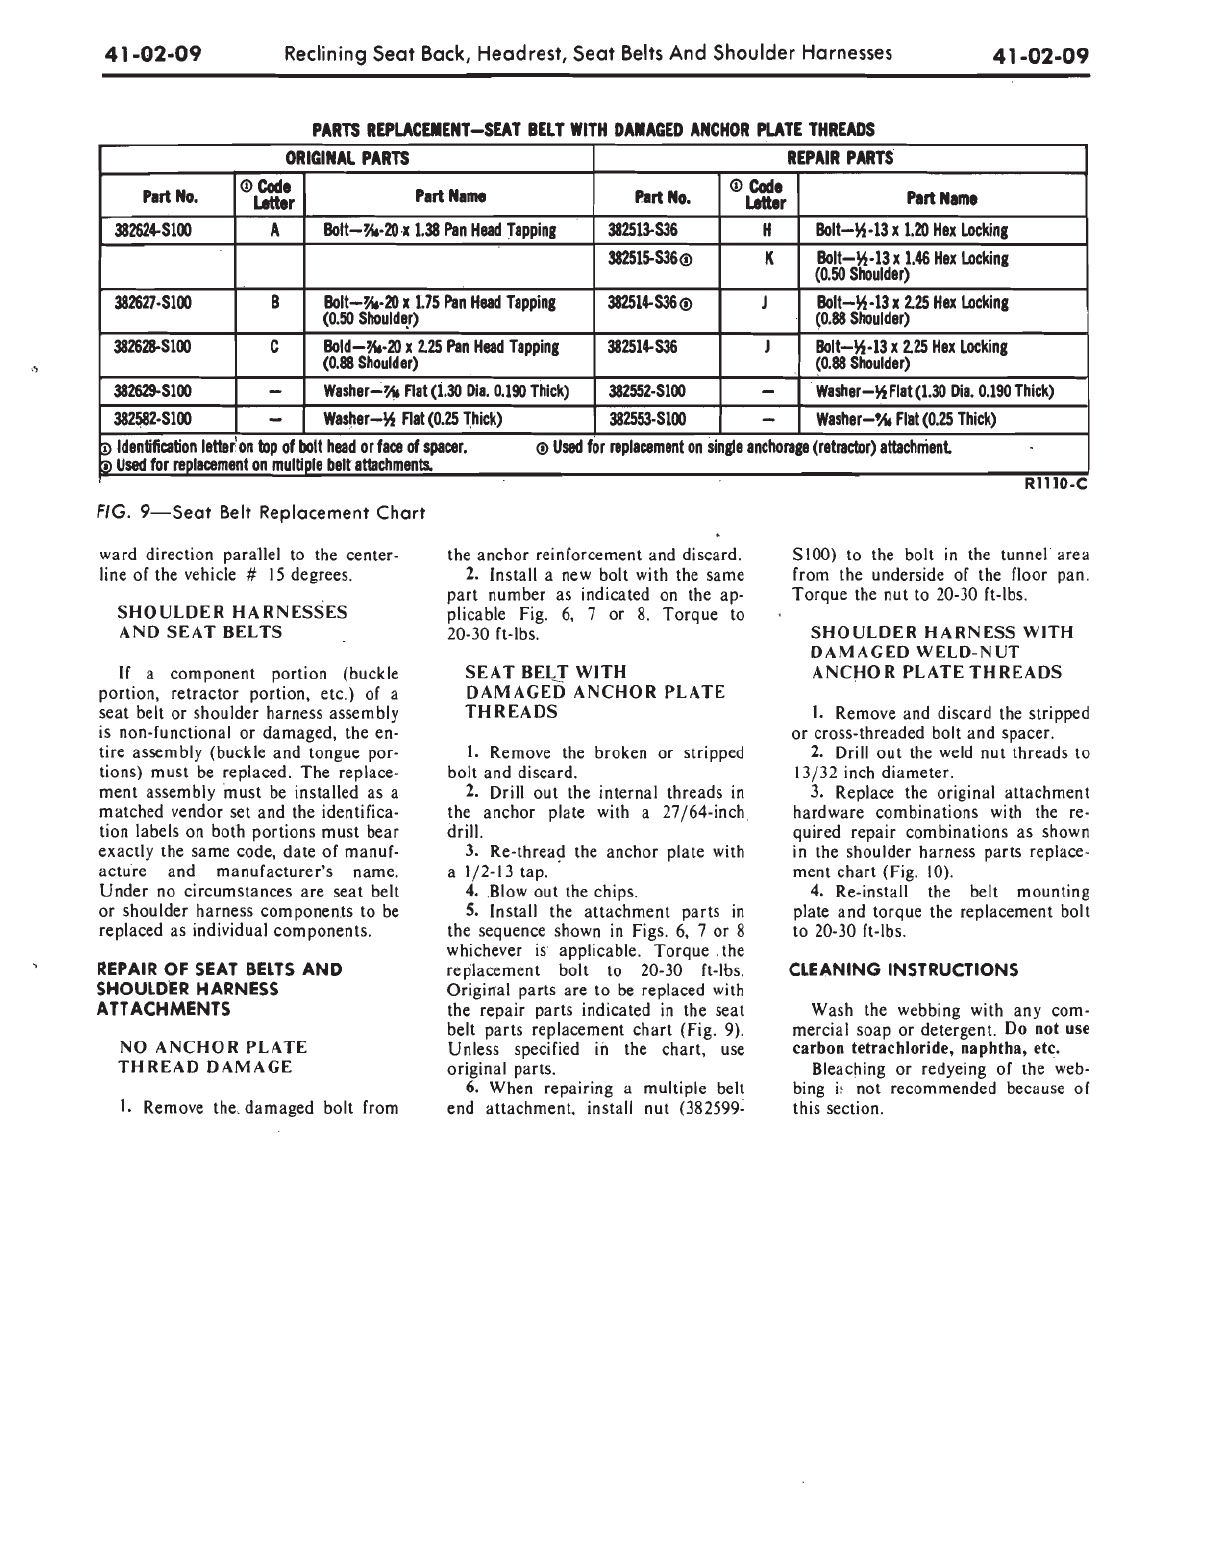 41-02-09 Reclining Seat Back, Headrest, Seat Belts And Shoulder Harnesses 41-02-09
PARTS REPLACEMENT—SEAT BELT WITH DAMAGED ANCHOR PLATE THREADS
ORIGINAL PARTS REPAIR PARTS
Part No. ① Code Letter Part Name Part No. ① Code Letter Part Name
382624-S100 A Bolt—7/16-20 x 1.38 Pan Head Tapping 382513-S36 H Bolt—½-13 x 1.20 Hex Locking
382515-S36 K Bolt—½-13 x 1.46 Hex Locking
(0.50 Shoulder)
382627-S100 B Bolt—7/16-20 x 1.75 Pan Head Tapping 382514-S36 J Bolt—½-13 x 2.25 Hex Locking
(0.50 Shoulder) (0.88 Shoulder)
382628-S100 C Bold—7/16-20 x 2.25 Pan Head Tapping 382514-S36 J Bolt—½-13 x 2.25 Hex Locking
(0.88 Shoulder) (0.88 Shoulder)
382629-S100 — Washer—7/16 Flat (1.30 Dia. 0.190 Thick) 382552-S100 — Washer—½ Flat (1.30 Dia. 0.190 Thick)
382582-S100 — Washer—½ Flat (0.25 Thick) 382553-S100 — Washer—9/16 Flat (0.25 Thick)
① Identification letter on top of bolt head or face of spacer. Used for replacement on single anchorage (retractor) attachment.
Used for replacement on multiple belt attachments.
R1110-C
FIG. 9—Seat Belt Replacement Chart
ward direction parallel to the center-
line of the vehicle # 15 degrees.
SHOULDER HARNESSES
AND SEAT BELTS
If a component portion (buckle
portion, retractor portion, etc.) of a
seat belt or shoulder harness assembly
is non-functional or damaged, the en-
tire assembly (buckle and tongue por-
tions) must be replaced. The replace-
ment assembly must be installed as a
matched vendor set and the identifica-
tion labels on both portions must bear
exactly the same code, date of manuf-
acture and manufacturer's name.
Under no circumstances are seat belt
or shoulder harness components to be
replaced as individual components.
REPAIR OF SEAT BELTS AND
SHOULDER HARNESS
ATTACHMENTS
NO ANCHOR PLATE
THREAD DAMAGE
1. Remove the damaged bolt from
the anchor reinforcement and discard.
2. Install a new bolt with the same
part number as indicated on the ap-
plicable Fig. 6, 7 or 8. Torque to
20-30 ft-lbs.
SEAT BELT WITH
DAMAGED ANCHOR PLATE
THREADS
1. Remove the broken or stripped
bolt and discard.
2. Drill out the internal threads in
the anchor plate with a 27/64-inch
drill.
3. Re-thread the anchor plate with
a 1/2-13 tap.
4. Blow out the chips.
5. Install the attachment parts in
the sequence shown in Figs. 6, 7 or 8
whichever is applicable. Torque the
replacement bolt to 20-30 ft-lbs.
Original parts are to be replaced with
the repair parts indicated in the seat
belt parts replacement chart (Fig. 9).
Unless specified in the chart, use
original parts.
6. When repairing a multiple belt
end attachment, install nut (382599-
S100) to the bolt in the tunnel area
from the underside of the floor pan.
Torque the nut to 20-30 ft-lbs.
SHOULDER HARNESS WITH
DAMAGED WELD-NUT
ANCHOR PLATE THREADS
1. Remove and discard the stripped
or cross-threaded bolt and spacer.
2. Drill out the weld nut threads to
13/32 inch diameter.
3. Replace the original attachment
hardware combinations with the re-
quired repair combinations as shown
in the shoulder harness parts replace-
ment chart (Fig. 10).
4. Re-install the belt mounting
plate and torque the replacement bolt
to 20-30 ft-lbs.
CLEANING INSTRUCTIONS
Wash the webbing with any com-
mercial soap or detergent. Do not use
carbon tetrachloride, naphtha, etc.
Bleaching or redyeing of the web-
bing is not recommended because of
this section.